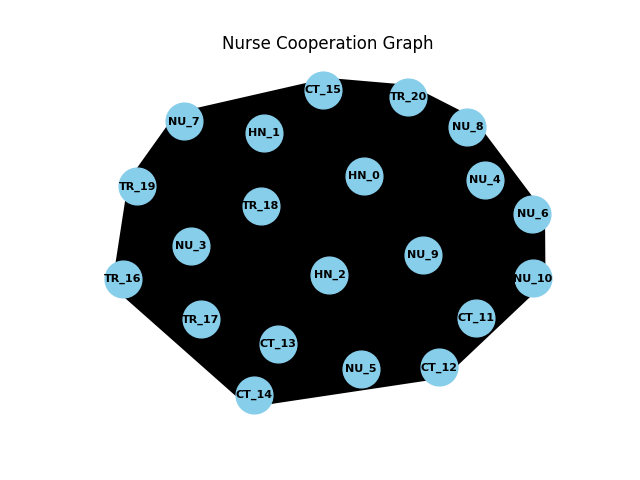 Nurse Cooperation Graph
CT_15
TR_20
NU_7
NU_8
HN_1
HN_0
NU_4
TR_19
TR_18
NU_6
NU_3
NU_9
HN_2
TR_16
NU_10
TR_17
CT_11
CT_13
NU_5
CT_12
CT_14